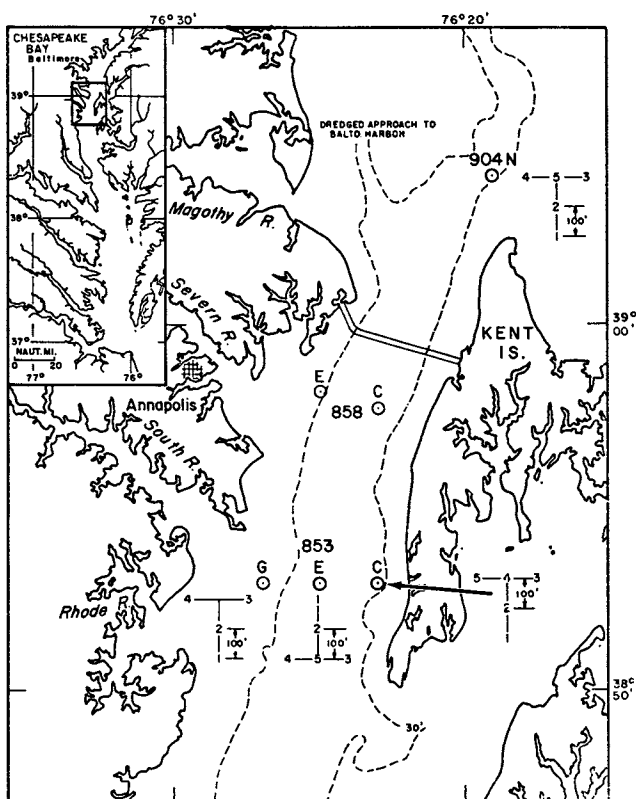 76° 30'
76° 20'
CHESAPEAKE
BAY
Baltimore
39°
38°
37°
NAUT. MI.
0 20
77°
76°
DREDGED APPROACH TO
BALTO HARBOR
904N
4 5 3
2
100'
Magothy R.
Severn R.
KENT
IS.
39°
00'
Annapolis
South R.
E
C
858
853
G
E
C
Rhode R.
4 3
2
100'
2
100'
4 5 3
5 4 3
100'
2
30'
38°
50'